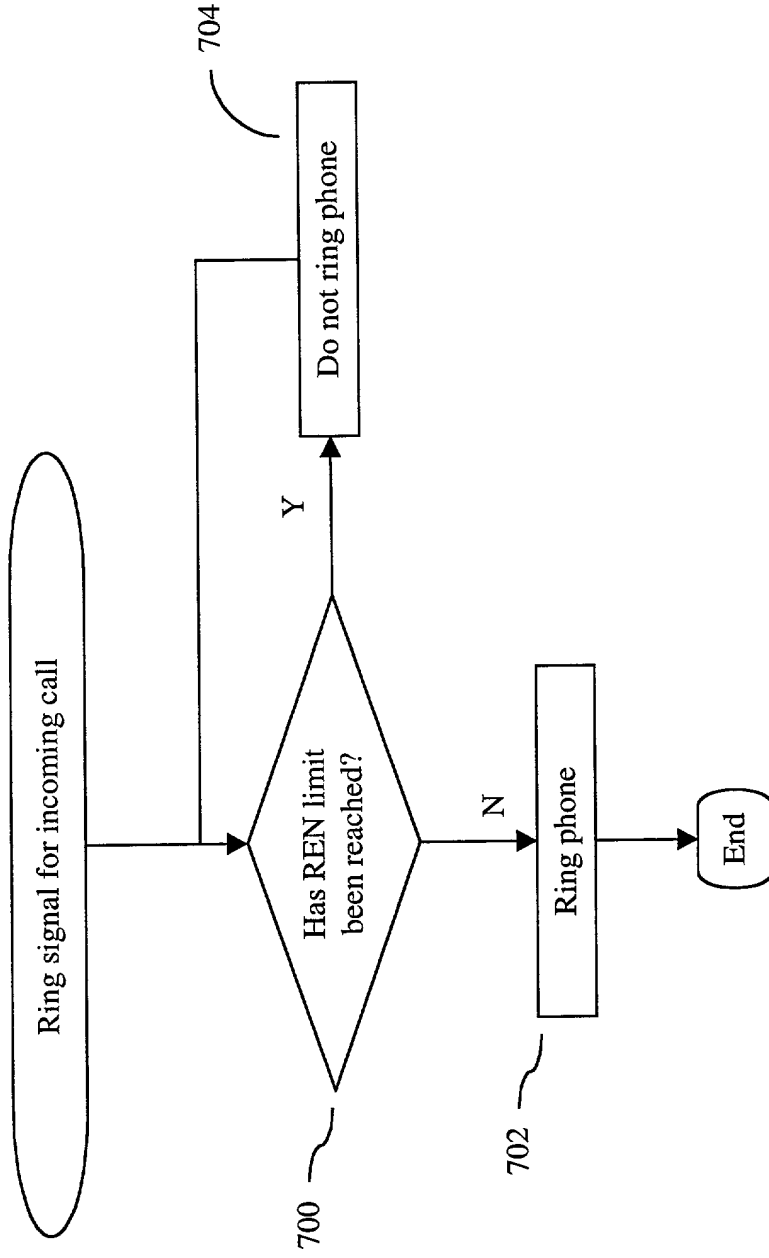 Ring signal for incoming call
704
Do not ring phone
Y
Has REN limit
been reached?
700
N
Ring phone
702
End